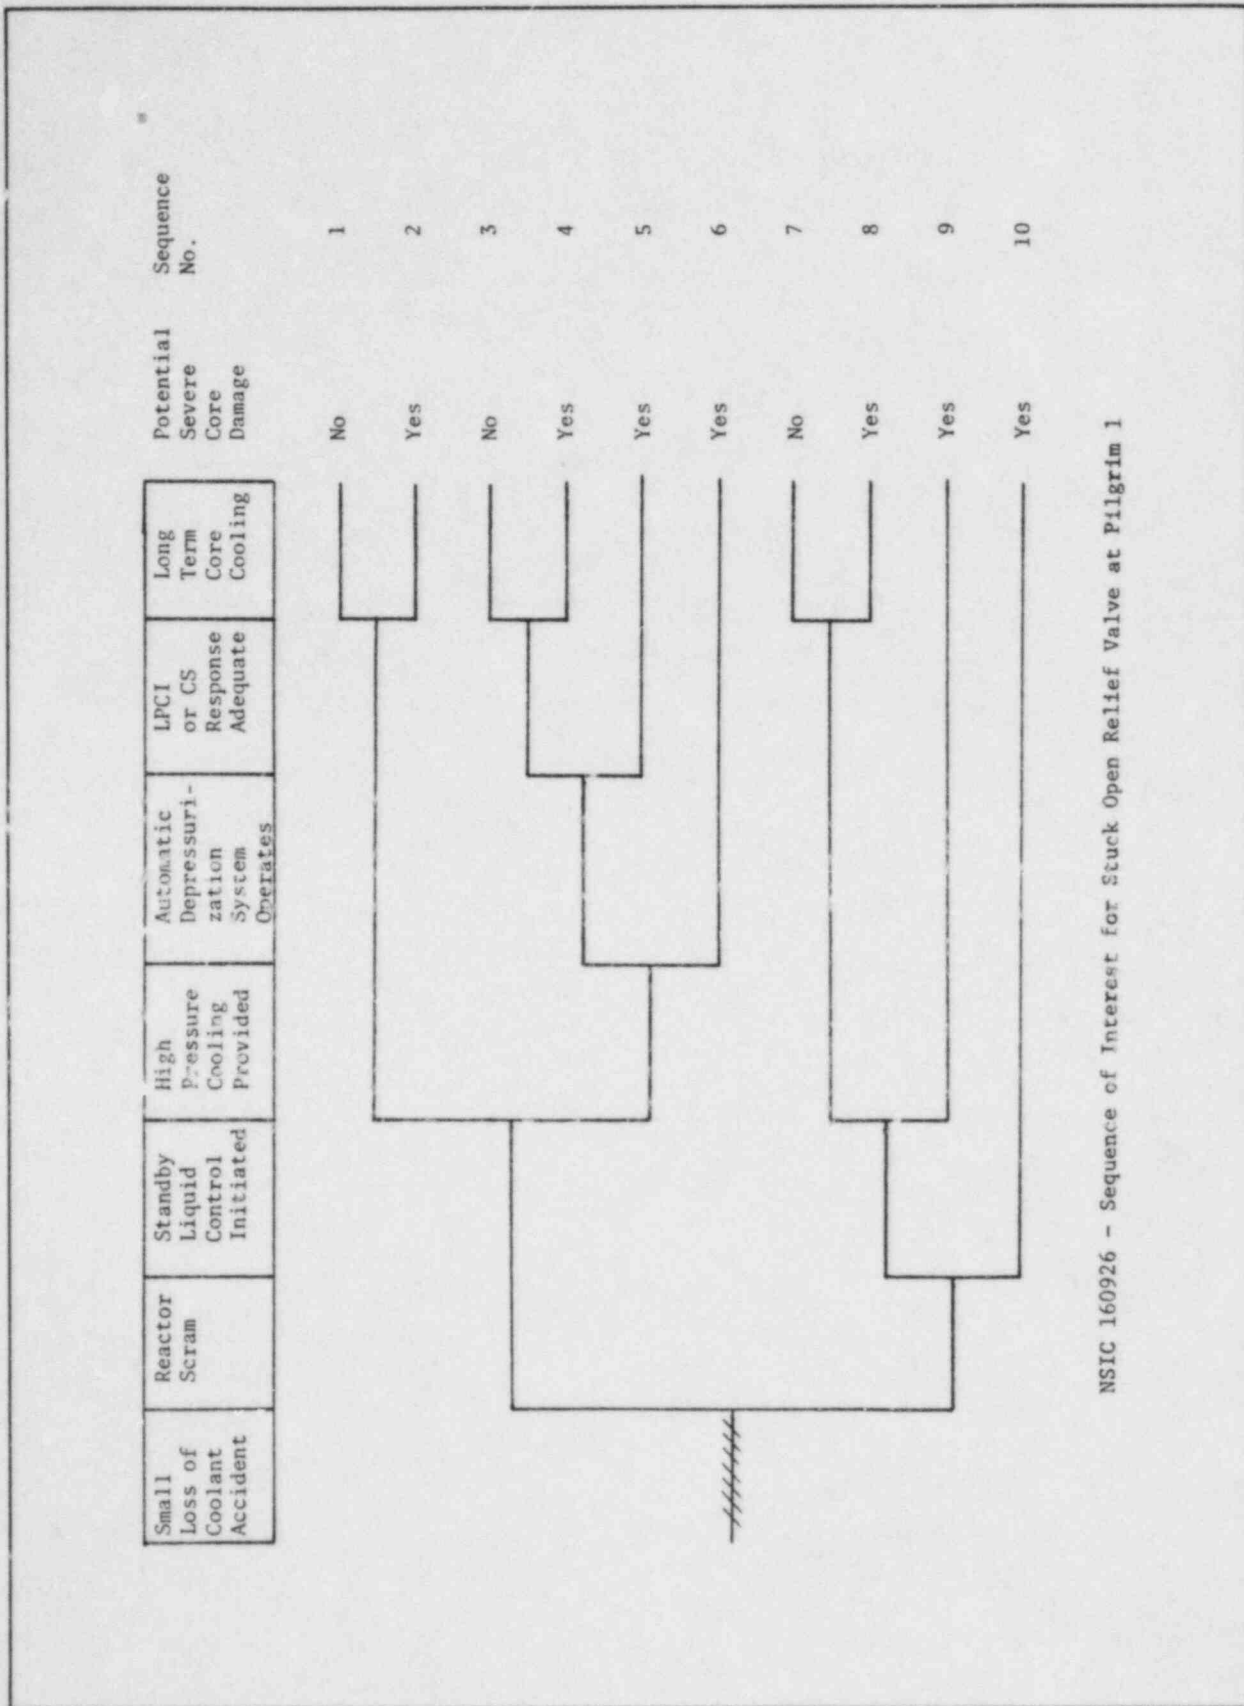 Small
Loss of
Coolant
Accident
Reactor
Scram
Standby
Liquid
Control
Initiated
High
Pressure
Cooling
Provided
Automatic
Depressuri-
zation
System
Operates
LPCI
or CS
Response
Adequate
Long
Term
Core
Cooling
Potential
Severe
Core
Damage
Sequence
No.
No 1
Yes 2
No 3
Yes 4
Yes 5
Yes 6
No 7
Yes 8
Yes 9
Yes 10
NSIC 160926 - Sequence of Interest for Stuck Open Relief Valve at Pilgrim 1